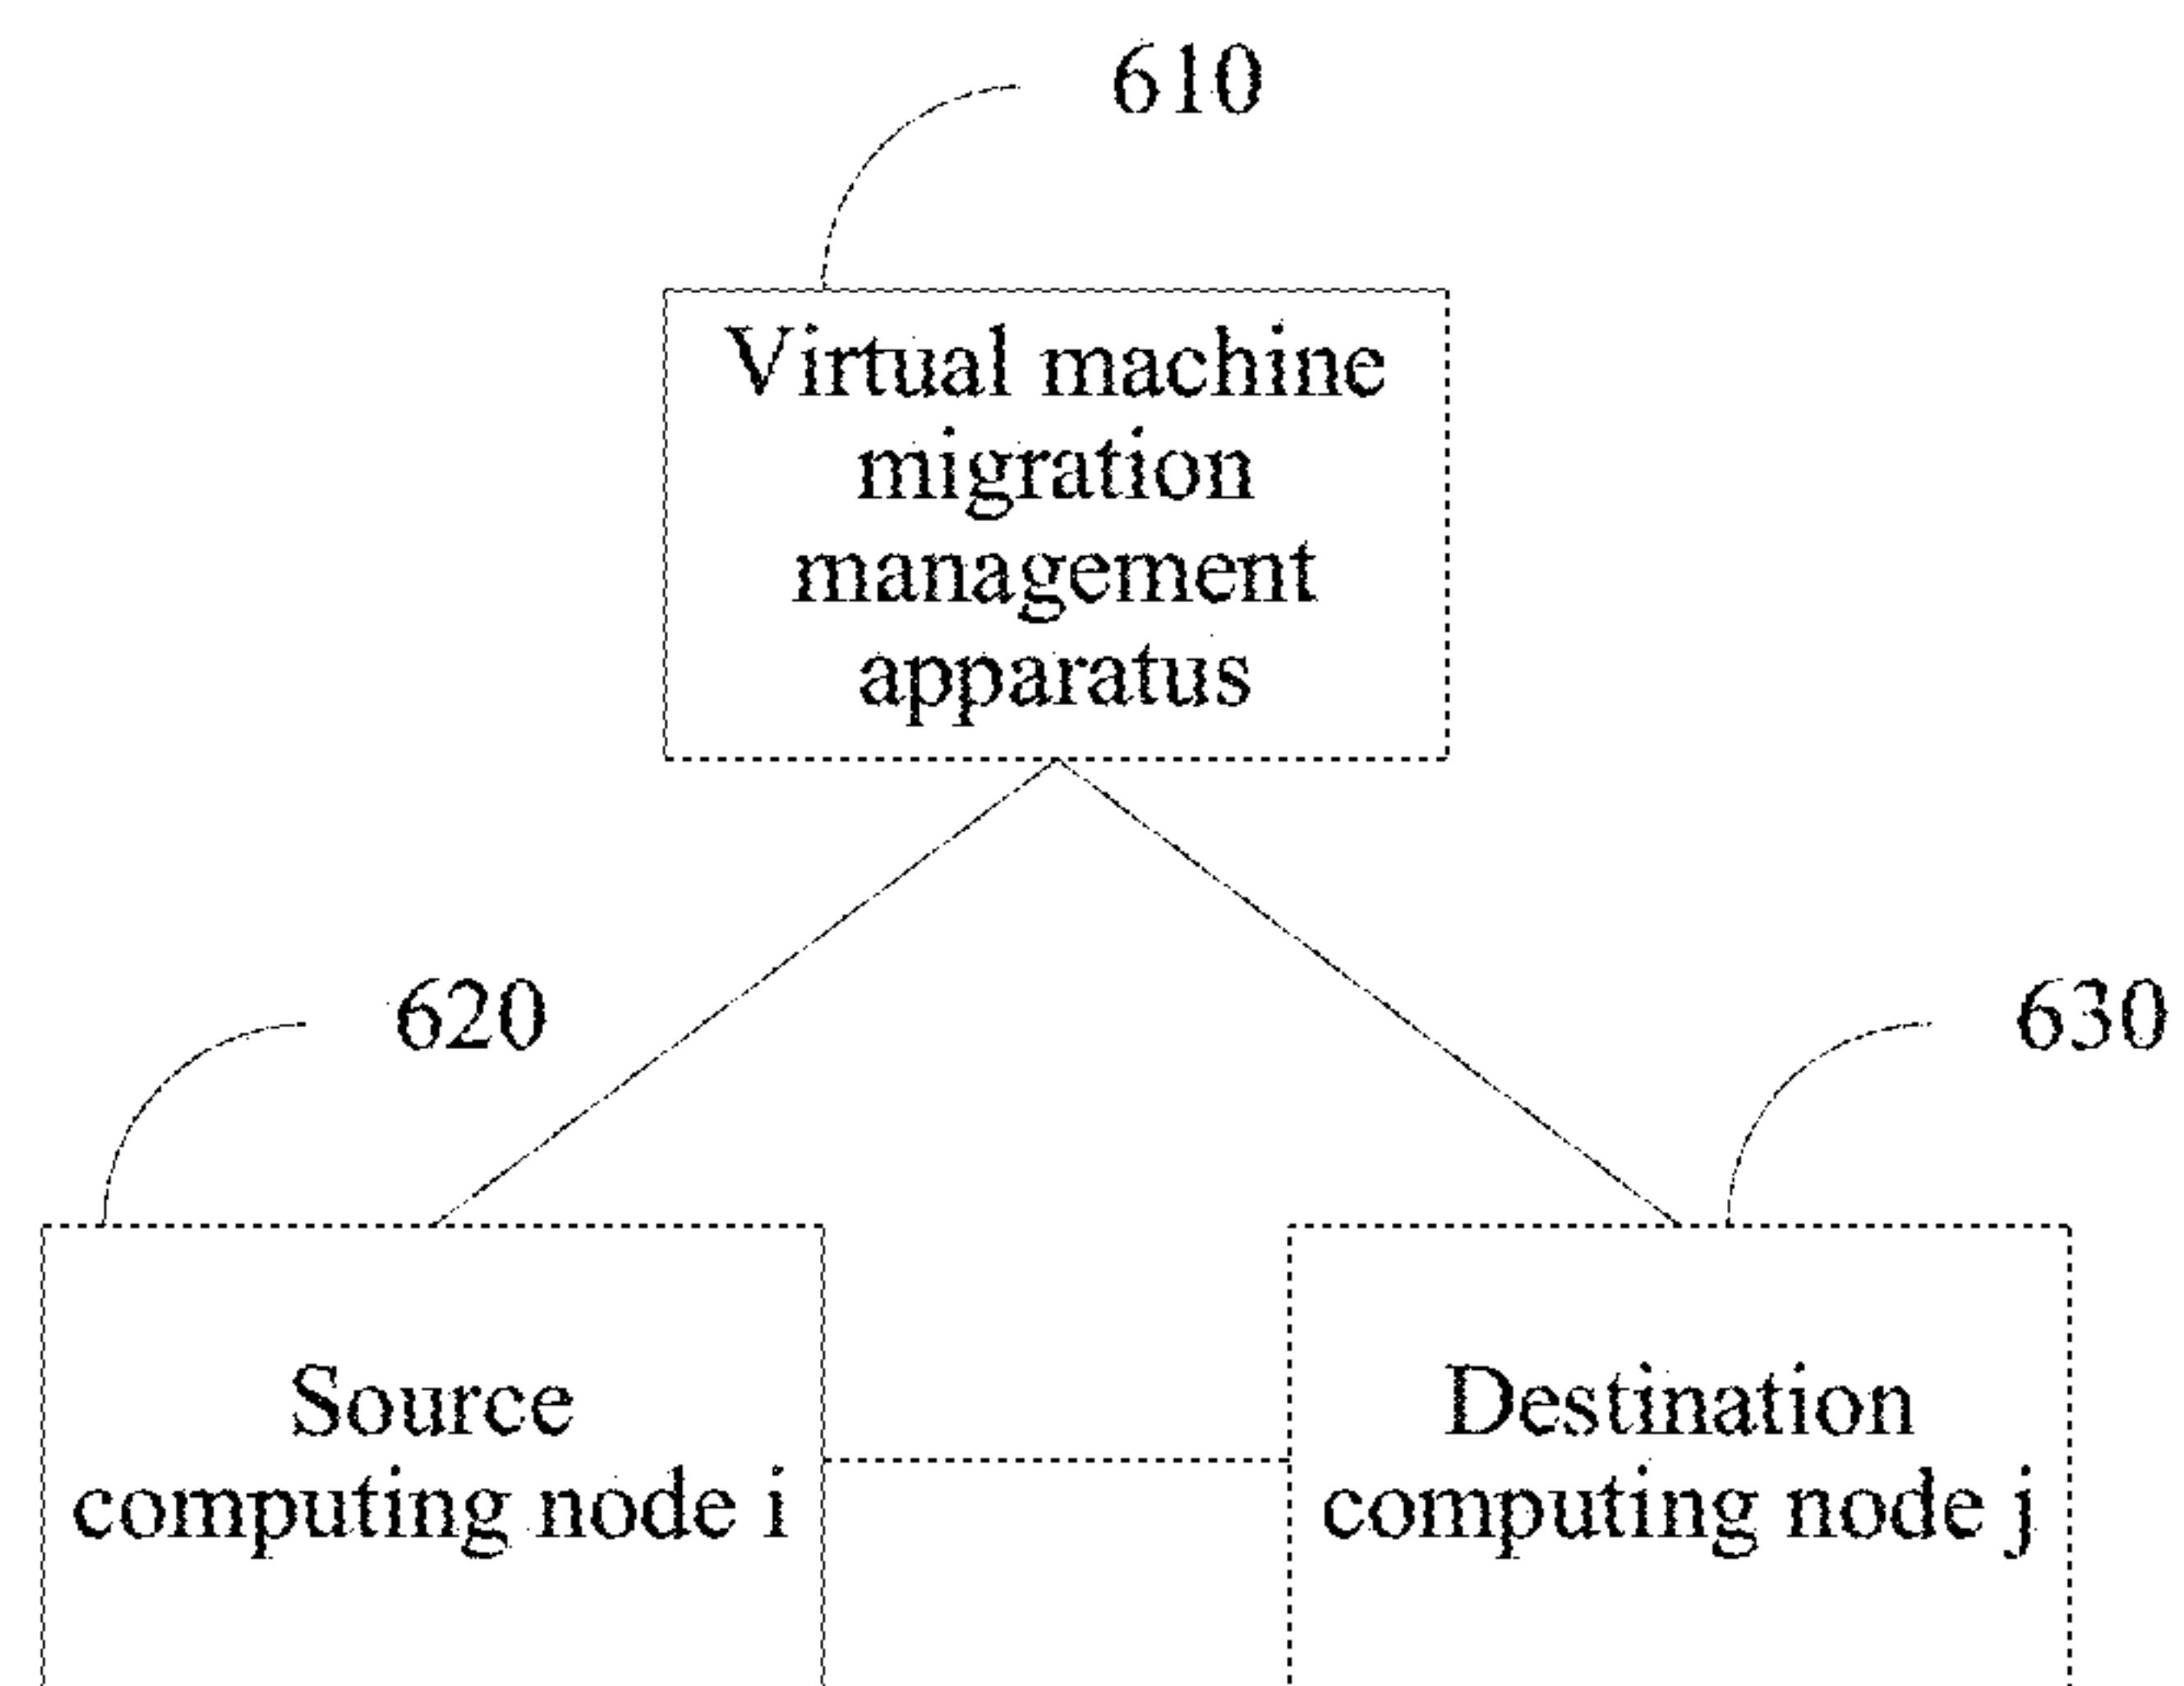 610
Virtual machine
migration
management
apparatus
620
630
Source
computing node i
Destination
computing node j